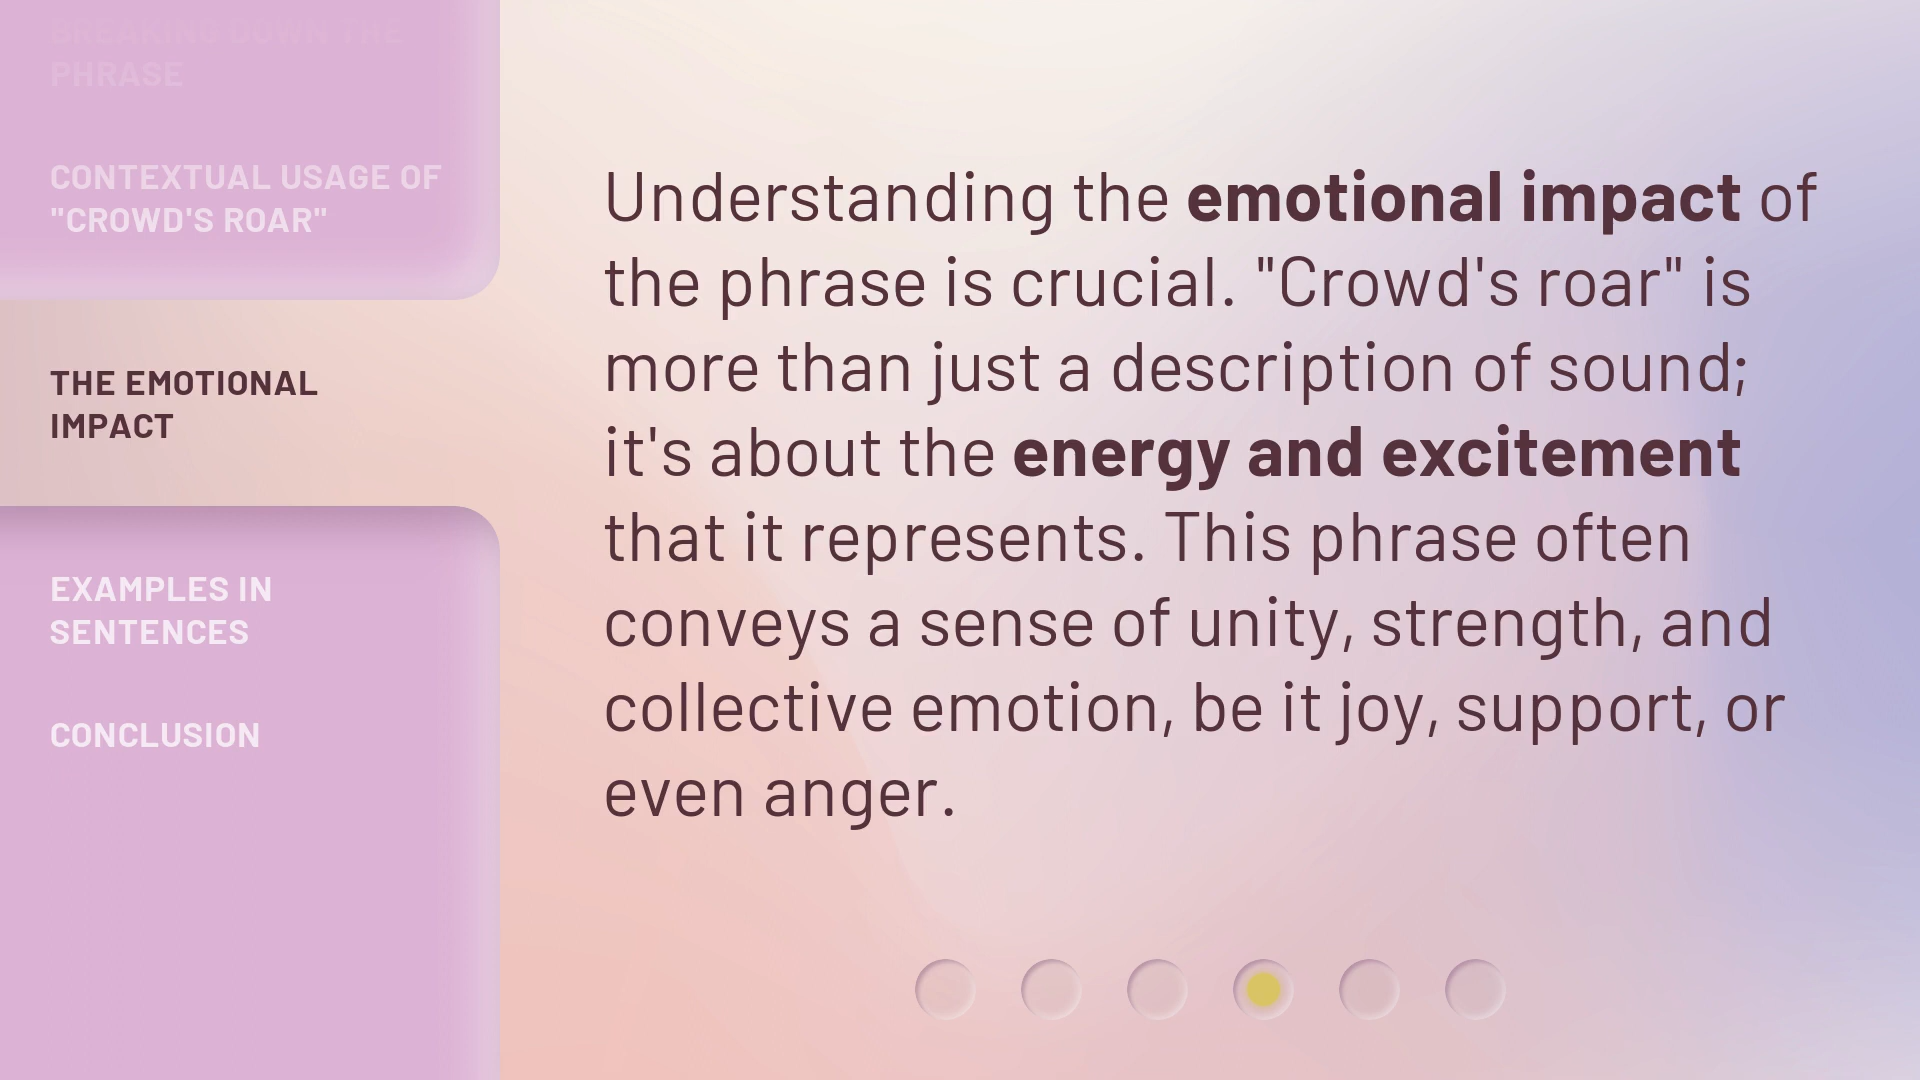 BREAKING DOWN THE
PHRASE
CONTEXTUAL USAGE OF
"CROWD'S ROAR"
THE EMOTIONAL
IMPACT
EXAMPLES IN
SENTENCES
CONCLUSION
Understanding the emotional impact of
the phrase is crucial. "Crowd's roar" is
more than just a description of sound;
it's about the energy and excitement
that it represents. This phrase often
conveys a sense of unity, strength, and
collective emotion, be it joy, support, or
even anger.